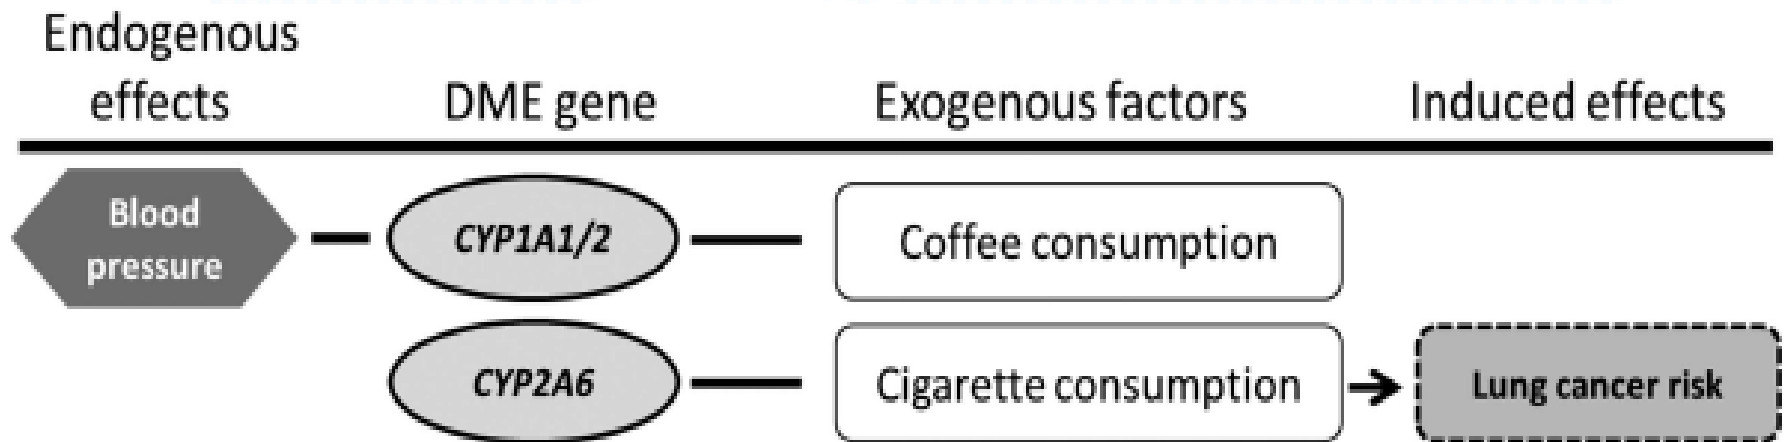 Endogenous
effects DME gene Exogenous factors Induced effects
Blood
pressure
CYP1A1/2
Coffee consumption
CYP2A6
Cigarette consumption
Lung cancer risk